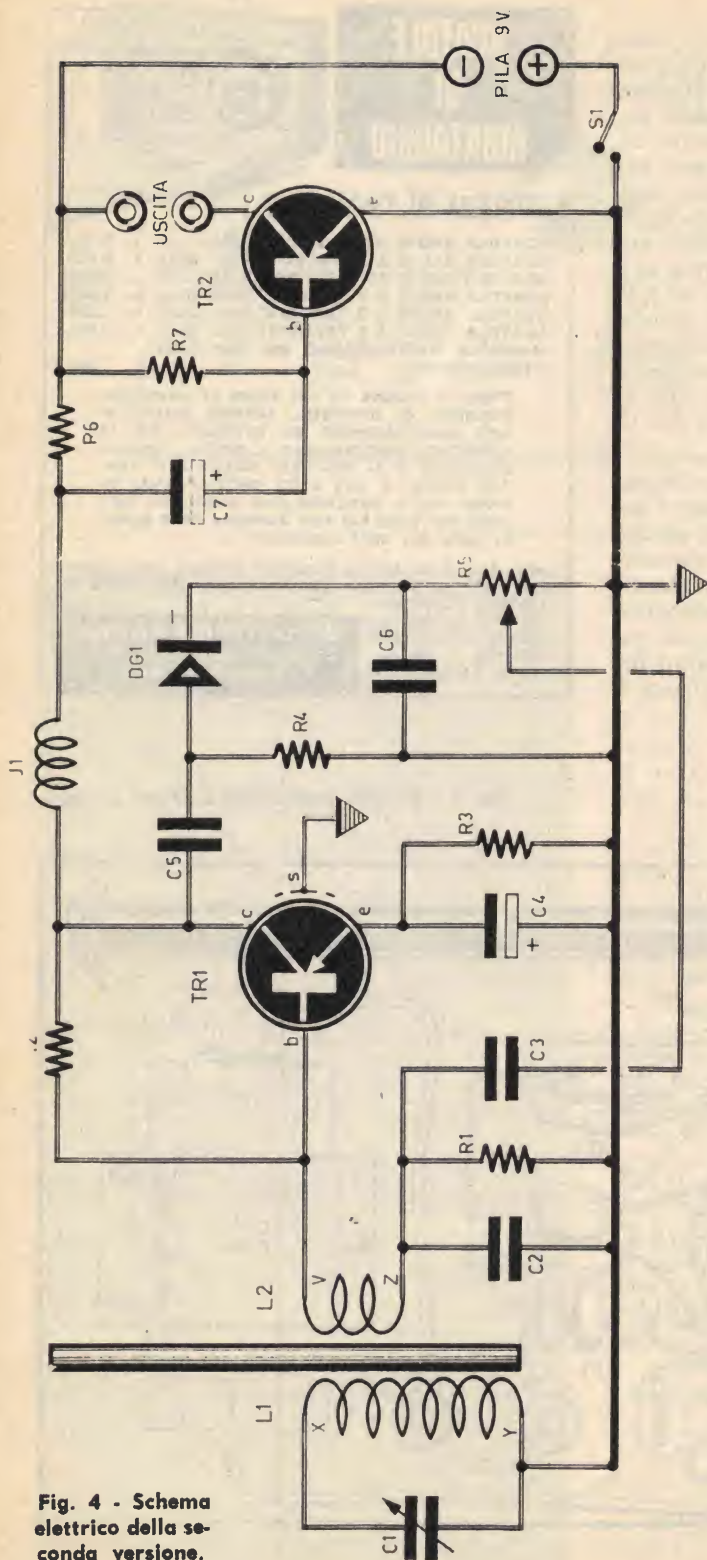 PILA 9V.
−
+
S1
USCITA
c
e
TR2
b
R7
R6
C7
+
R5
DG1
−
C6
J1
R4
C5
s
R3
c
e
TR1
C4
+
b
C3
R1
C2
L2
V
Z
L1
X
Y
C1
Fig. 4 - Schema
elettrico della se-
conda versione.